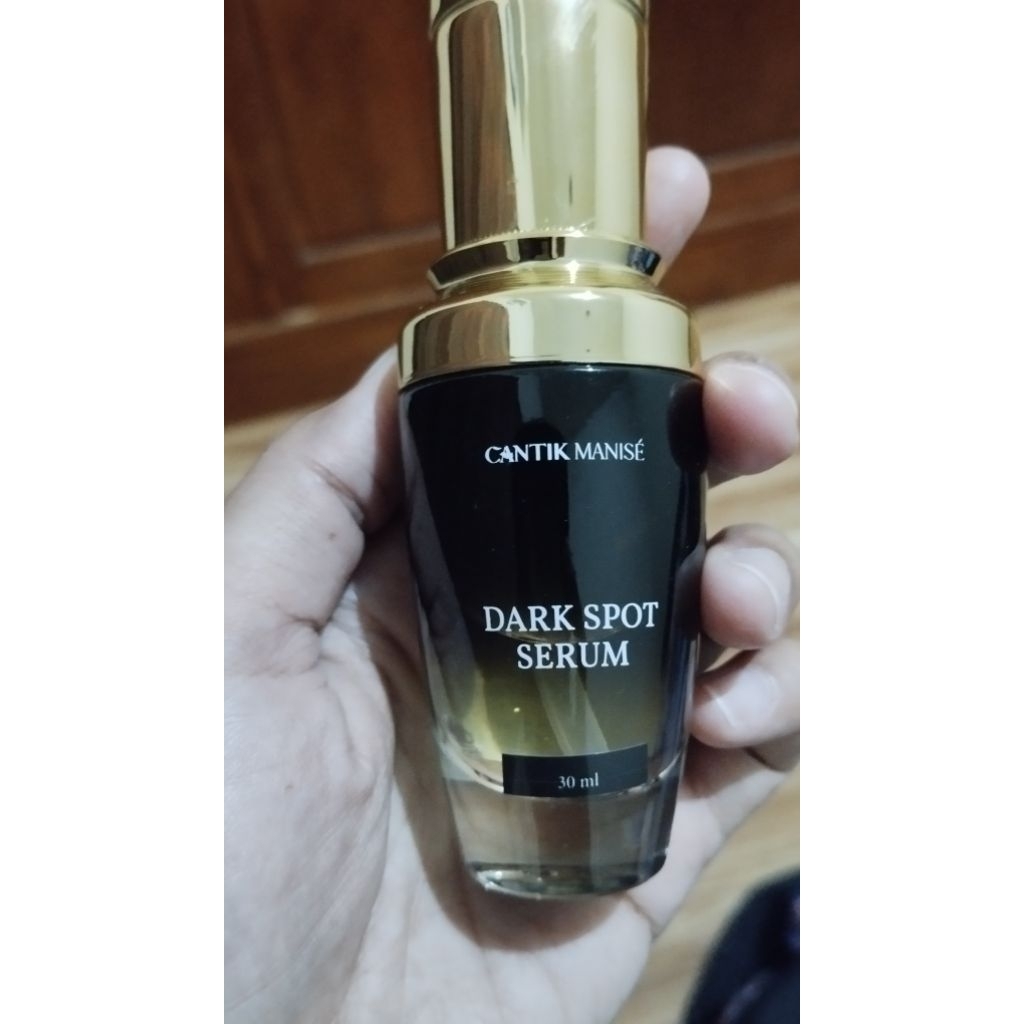 CANTIK MANISÉ
DARK SPOT
SERUM
30 ml